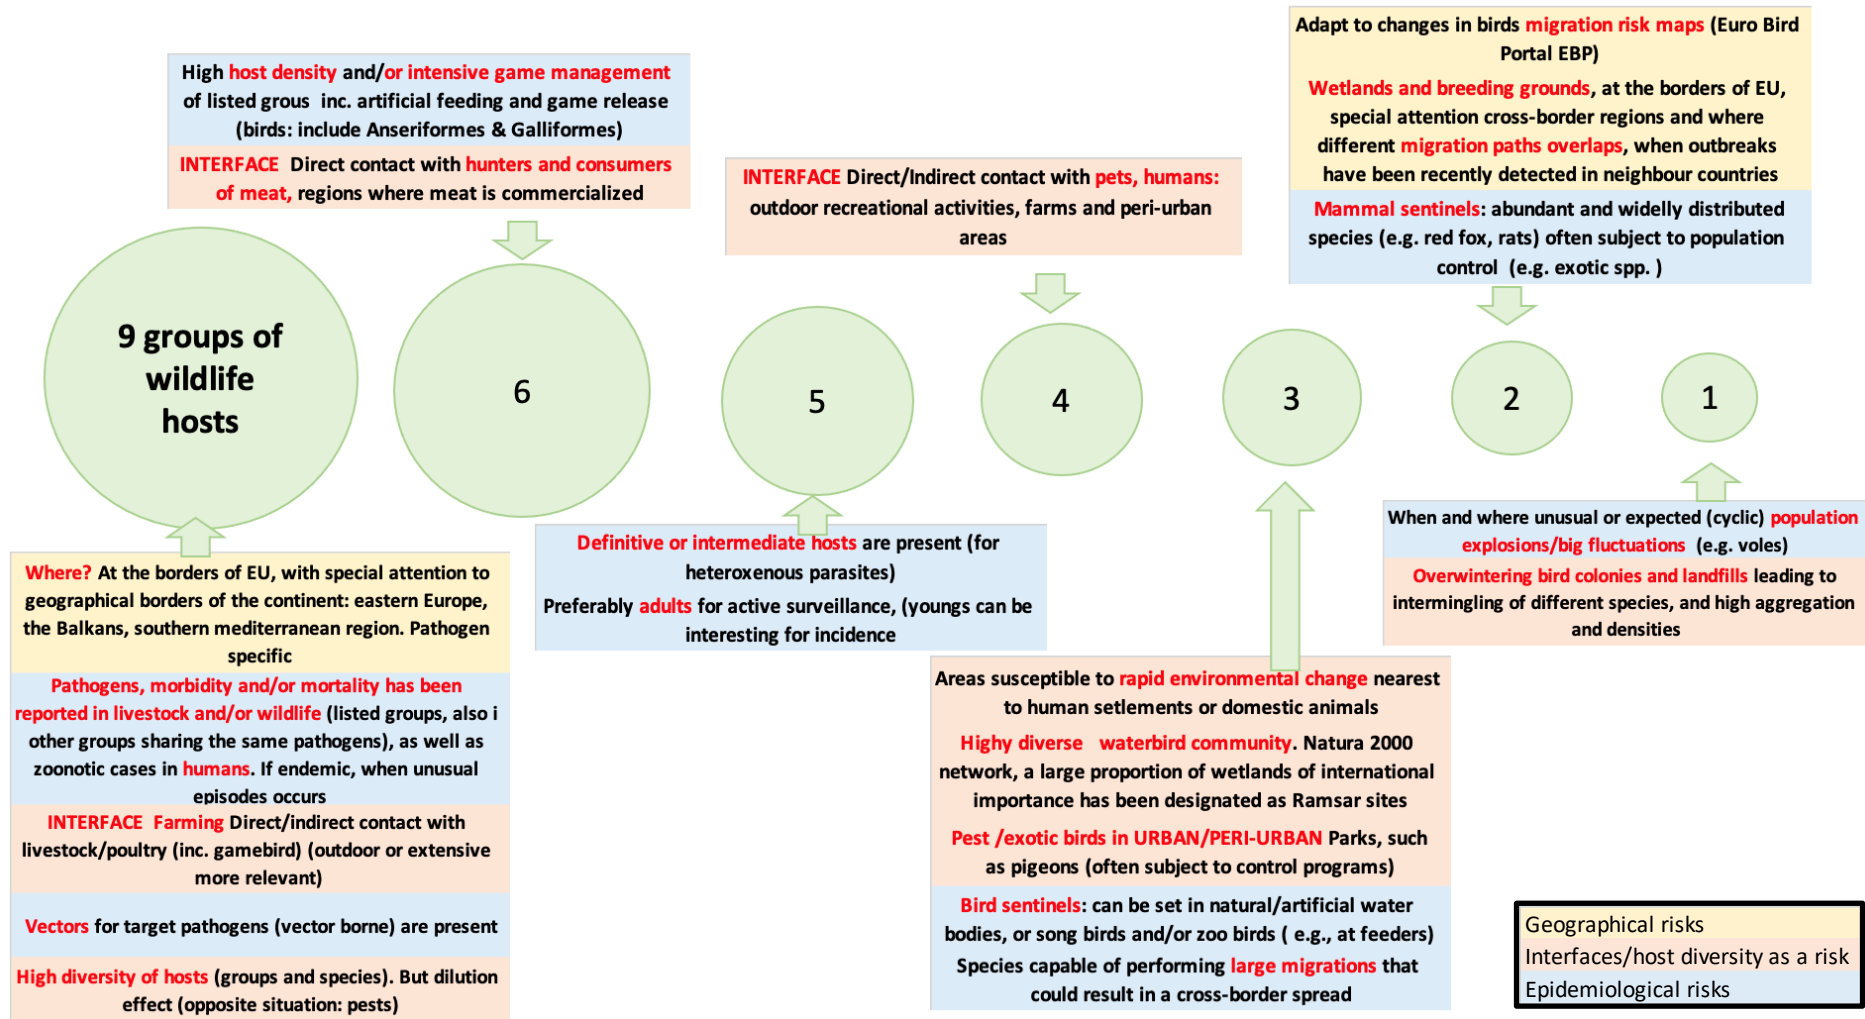 High host density and/or intensive game management
of listed grous inc. artificial feeding and game release
(birds: include Anseriformes & Galliformes)
INTERFACE Direct contact with hunters and consumers
of meat, regions where meat is commercialized
INTERFACE Direct/Indirect contact with pets, humans:
outdoor recreational activities, farms and peri-urban
areas
Adapt to changes in birds migration risk maps (Euro Bird
Portal EBP)
Wetlands and breeding grounds, at the borders of EU,
special attention cross-border regions and where
different migration paths overlaps, when outbreaks
have been recently detected in neighbour countries
Mammal sentinels: abundant and widelly distributed
species (e.g. red fox, rats) often subject to population
control (e.g. exotic spp. )
9 groups of
wildlife
hosts
6
5
4
3
2
1
Where? At the borders of EU, with special attention to
geographical borders of the continent: eastern Europe,
the Balkans, southern mediterranean region. Pathogen
specific
Pathogens, morbidity and/or mortality has been
reported in livestock and/or wildlife (listed groups, also i
other groups sharing the same pathogens), as well as
zoonotic cases in humans. If endemic, when unusual
episodes occurs
INTERFACE Farming Direct/indirect contact with
livestock/poultry (inc. gamebird) (outdoor or extensive
more relevant)
Vectors for target pathogens (vector borne) are present
High diversity of hosts (groups and species). But dilution
effect (opposite situation: pests)
Definitive or intermediate hosts are present (for
heteroxenous parasites)
Preferably adults for active surveillance, (youngs can be
interesting for incidence
Areas susceptible to rapid environmental change nearest
to human setlements or domestic animals
Highy diverse waterbird community. Natura 2000
network, a large proportion of wetlands of international
importance has been designated as Ramsar sites
Pest /exotic birds in URBAN/PERI-URBAN Parks, such
as pigeons (often subject to control programs)
Bird sentinels: can be set in natural/artificial water
bodies, or song birds and/or zoo birds ( e.g., at feeders)
Species capable of performing large migrations that
could result in a cross-border spread
When and where unusual or expected (cyclic) population
explosions/big fluctuations (e.g. voles)
Overwintering bird colonies and landfills leading to
intermingling of different species, and high aggregation
and densities
Geographical risks
Interfaces/host diversity as a risk
Epidemiological risks